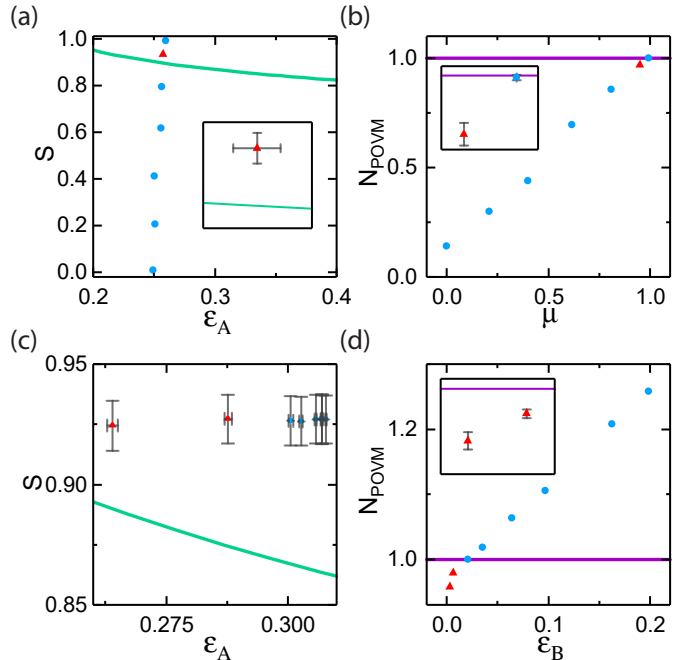 (a)
1.0
0.8
0.6
0.4
0.2
0.0
S
0.2 0.3 0.4
ε_A
(b)
1.0
0.5
0.0
N_POVM
0.0 0.5 1.0
μ
(c)
0.95
0.90
0.85
S
0.275 0.300
ε_A
(d)
1.2
1.0
N_POVM
0.0 0.1 0.2
ε_B